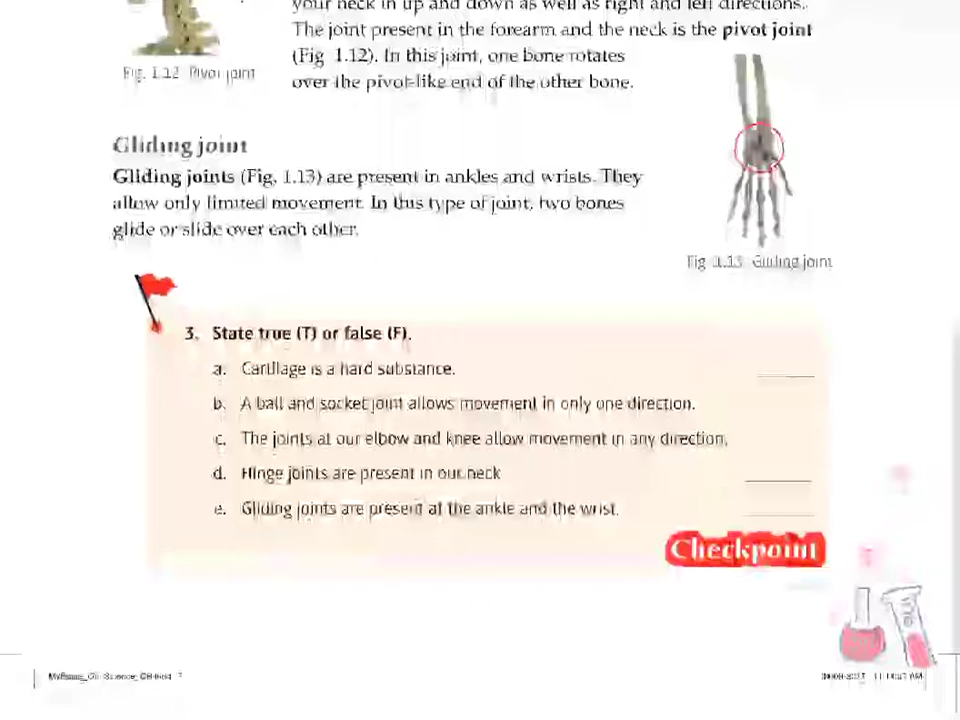 your neck in up and down as well as right and left directions.
The joint present in the forearm and the neck is the pivot joint
(Fig 1.12). In this joint, one bone rotates
over the pivot-like end of the other bone.
Fig. 1.12 Pivot joint
Gliding joint
Gliding joints (Fig. 1.13) are present in ankles and wrists. They
allow only limited movement. In this type of joint, two bones
glide or slide over each other.
Fig 1.13 Gliding joint
3. State true (T) or false (F).
a. Cartilage is a hard substance.
b. A ball and socket joint allows movement in only one direction.
c. The joints at our elbow and knee allow movement in any direction.
d. Hinge joints are present in our neck
e. Gliding joints are present at the ankle and the wrist.
Checkpoint